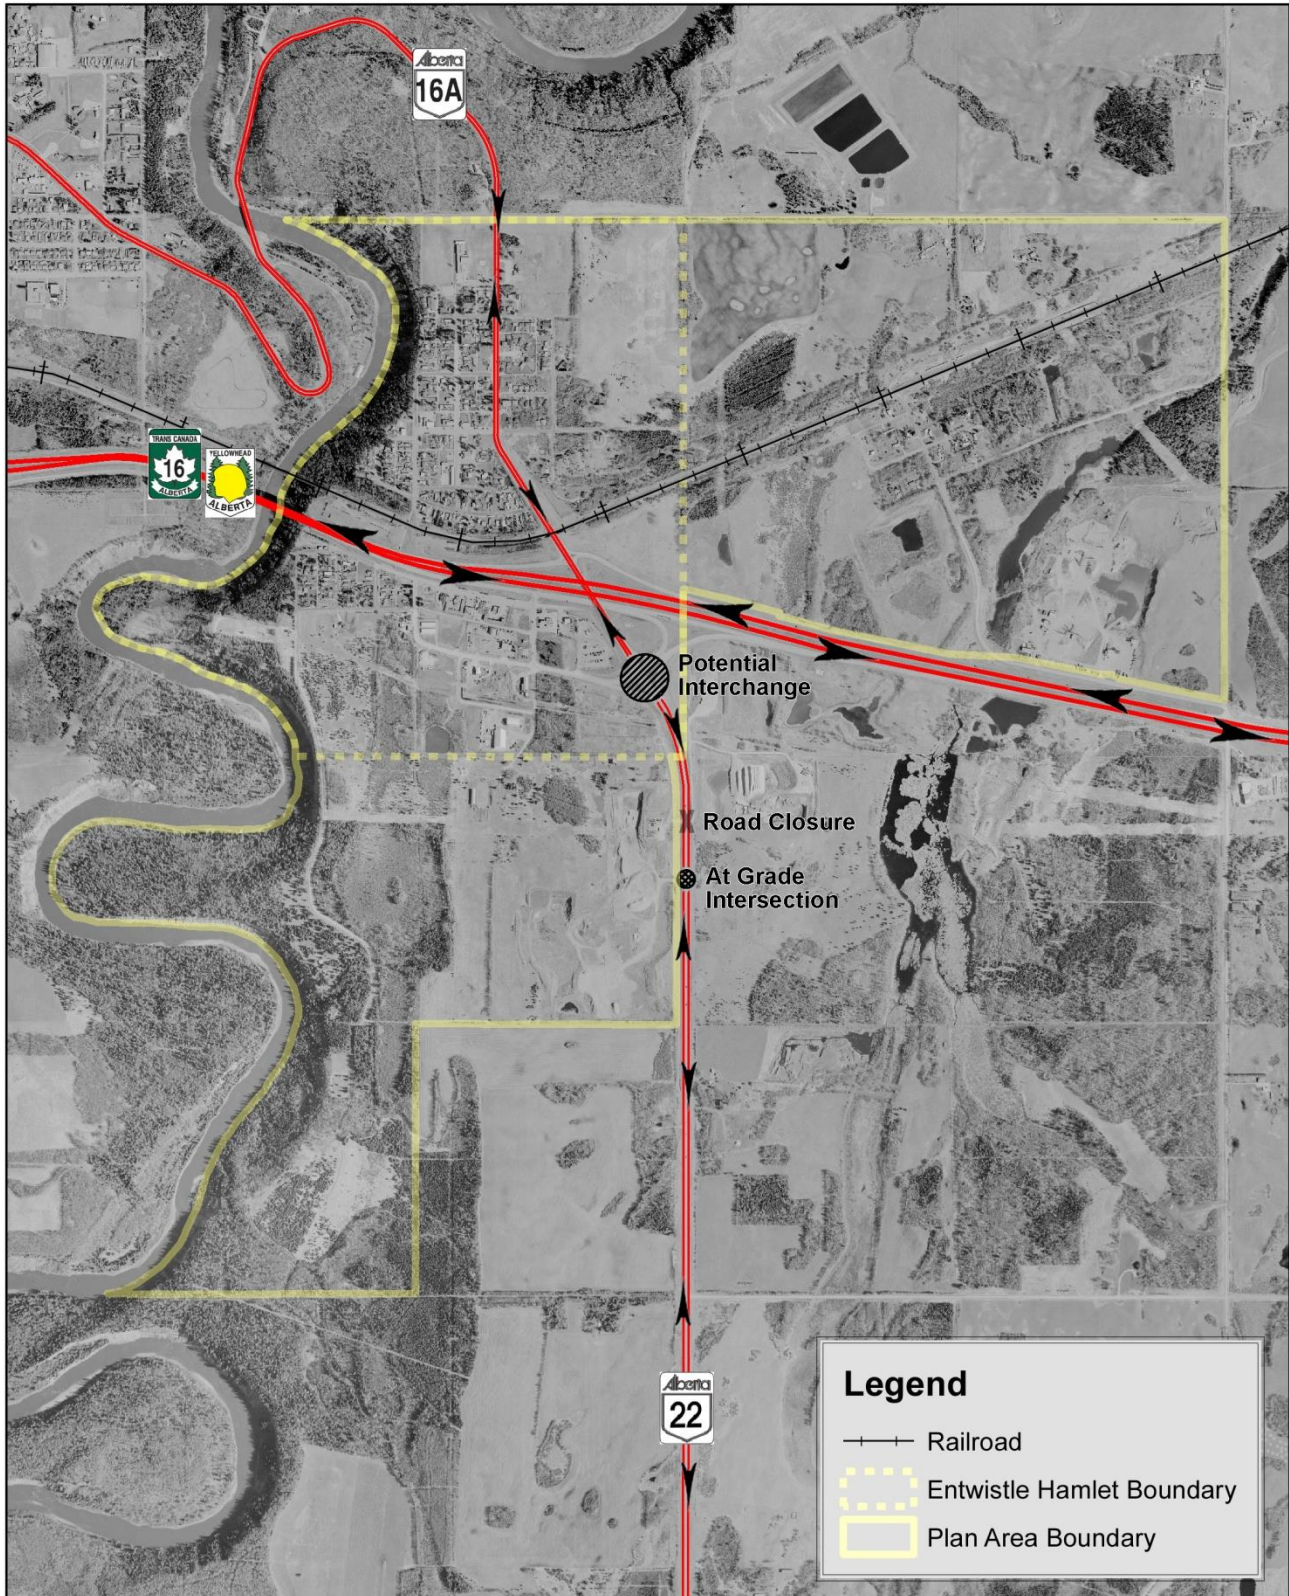 Alberta
16A
TRANS CANADA
16
ALBERTA
YELLOWHEAD
ALBERTA
Potential
Interchange
Road Closure
At Grade
Intersection
Alberta
22
Legend
Railroad
Entwistle Hamlet Boundary
Plan Area Boundary